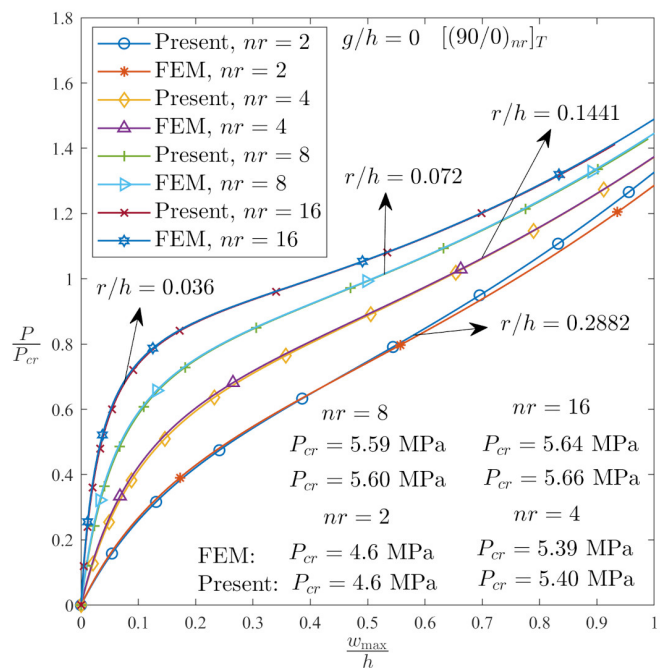 g/h = 0 [(90/0)nr]T
Present, nr = 2
FEM, nr = 2
Present, nr = 4
FEM, nr = 4
Present, nr = 8
FEM, nr = 8
Present, nr = 16
FEM, nr = 16
r/h = 0.1441
r/h = 0.072
r/h = 0.036
r/h = 0.2882
nr = 8
Pcr = 5.59 MPa
Pcr = 5.60 MPa
nr = 16
Pcr = 5.64 MPa
Pcr = 5.66 MPa
nr = 2
nr = 4
FEM: Pcr = 4.6 MPa
Pcr = 5.39 MPa
Present: Pcr = 4.6 MPa
Pcr = 5.40 MPa
1.8
1.6
1.4
1.2
1
0.8
0.6
0.4
0.2
0
P
Pcr
0 0.1 0.2 0.3 0.4 0.5 0.6 0.7 0.8 0.9 1
wmax
h